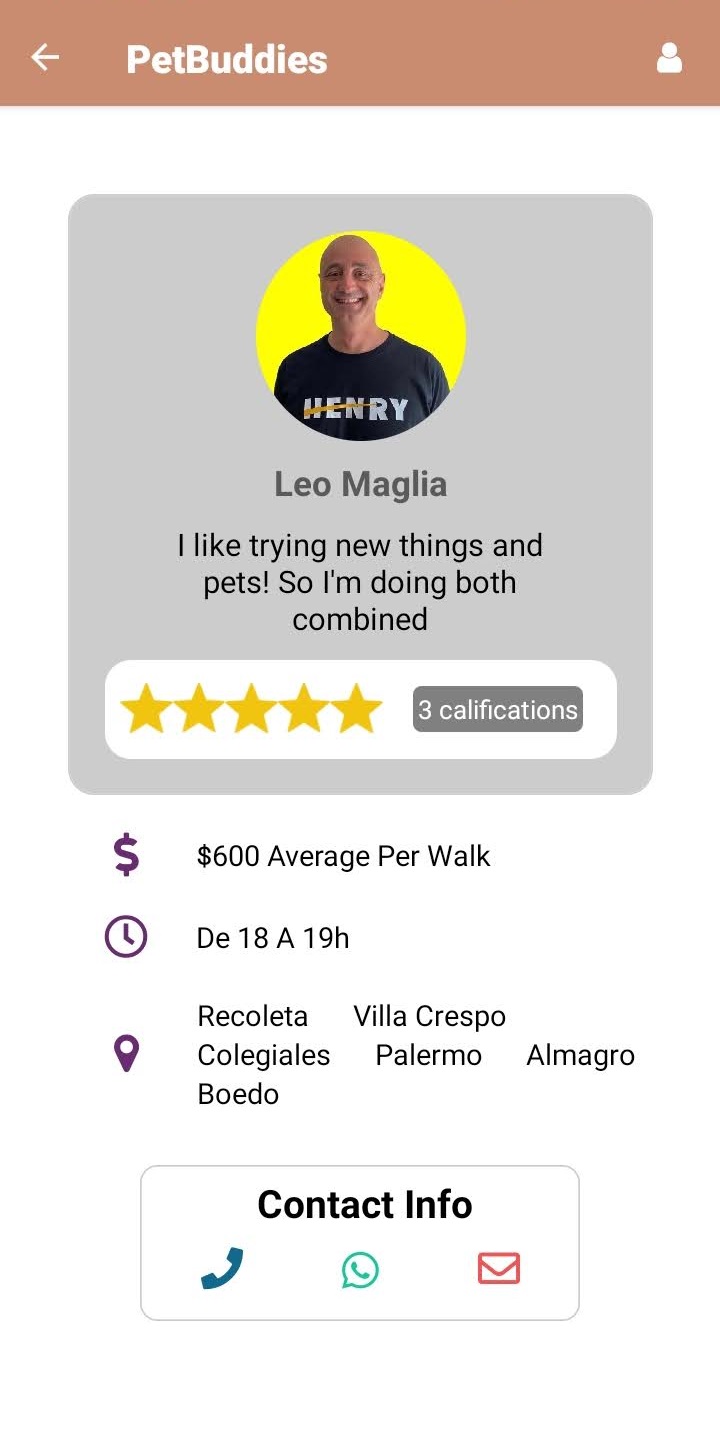 PetBuddies
HENRY
Leo Maglia
I like trying new things and
pets! So I'm doing both
combined
3 califications
$600 Average Per Walk
De 18 A 19h
Recoleta Villa Crespo
Colegiales Palermo Almagro
Boedo
Contact Info